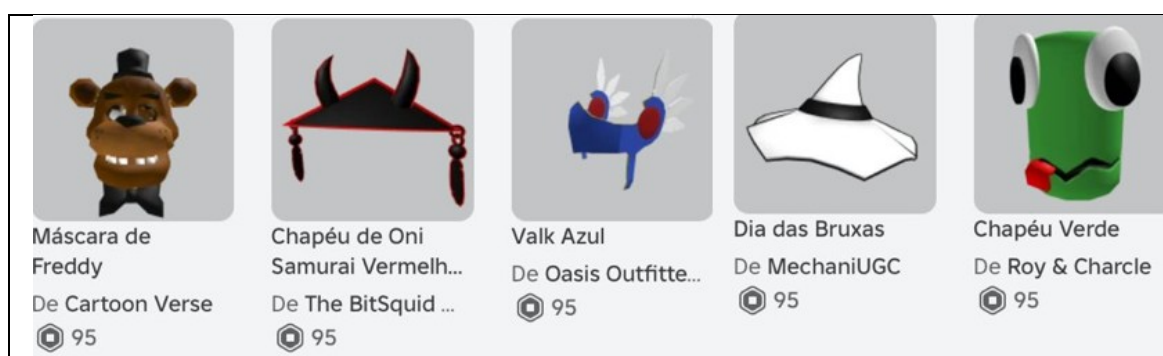 Máscara de
Freddy
De Cartoon Verse
95
Chapéu de Oni
Samurai Vermelh...
De The BitSquid ...
95
Valk Azul
De Oasis Outfitte...
95
Dia das Bruxas
De MechaniUGC
95
Chapéu Verde
De Roy & Charcle
95